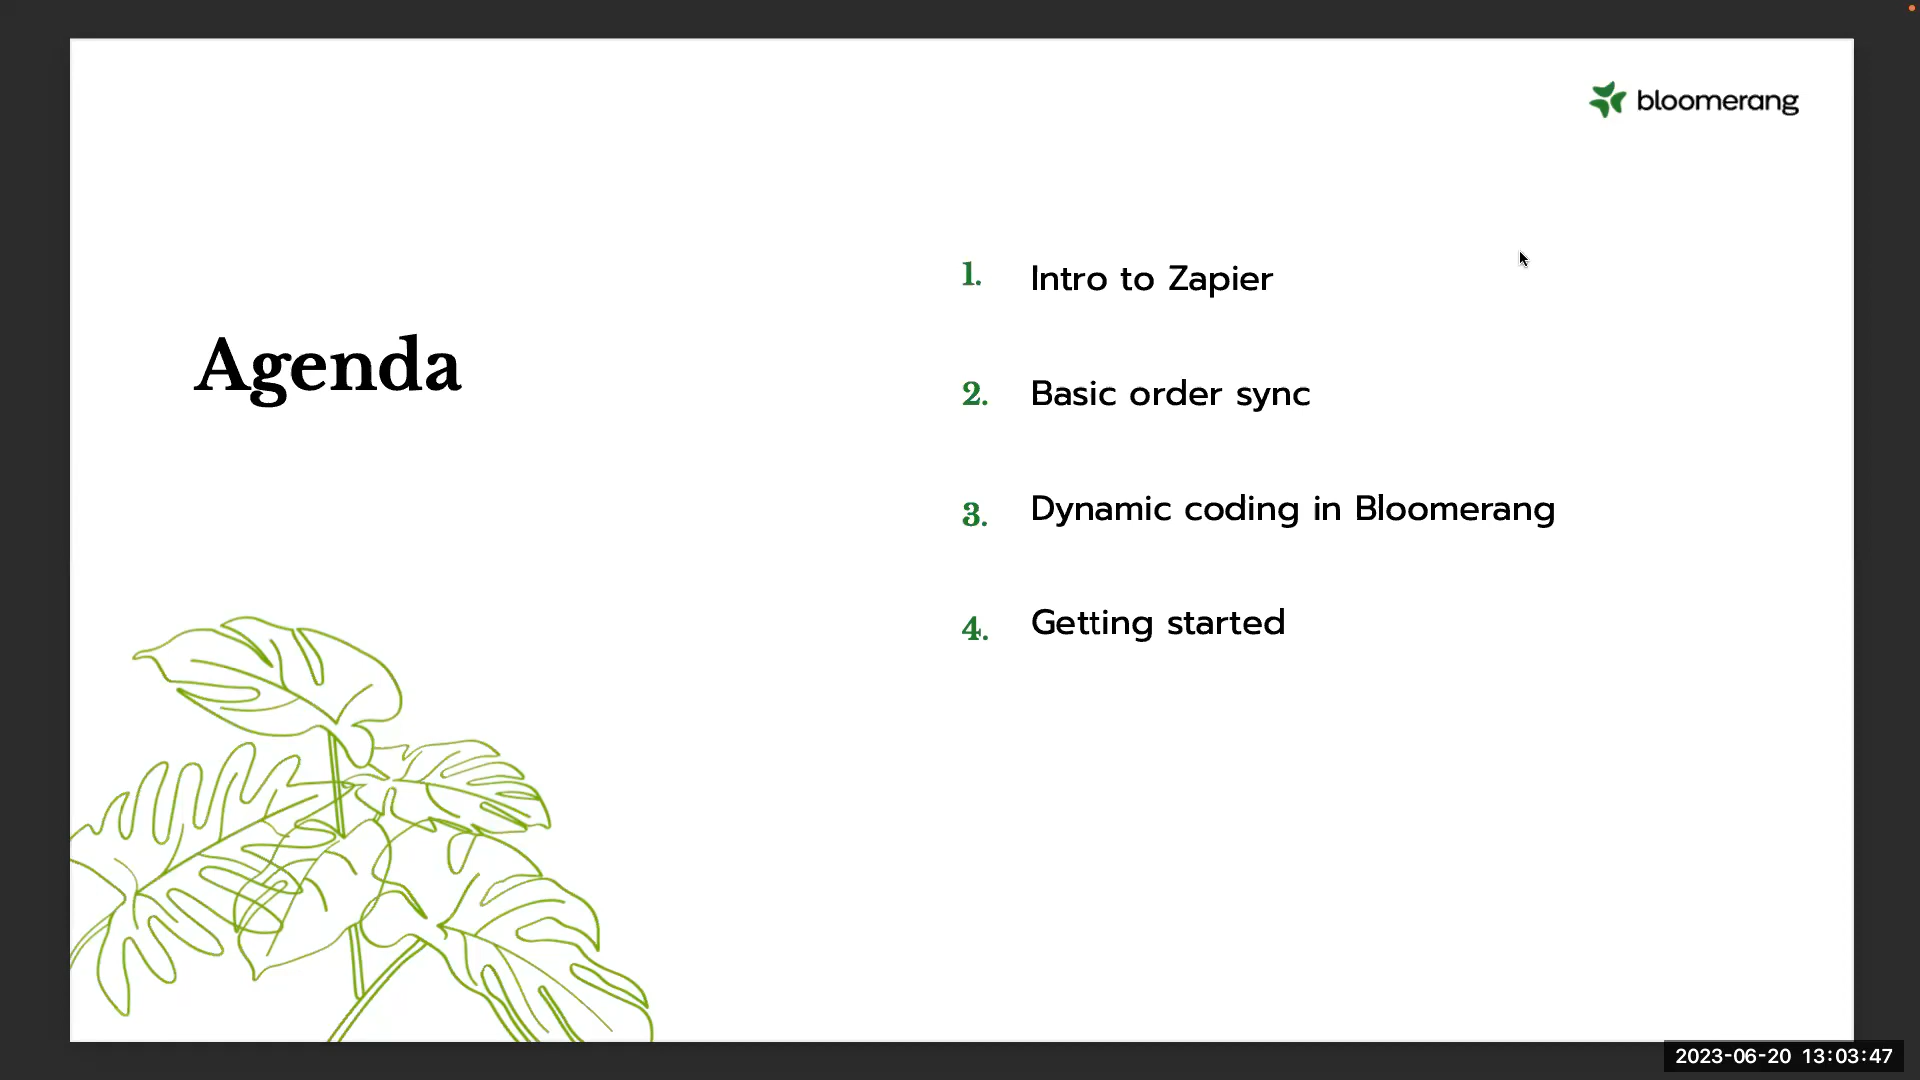 bloomerang
Agenda
1. Intro to Zapier
2. Basic order sync
3. Dynamic coding in Bloomerang
4. Getting started
2023-06-20 13:03:47